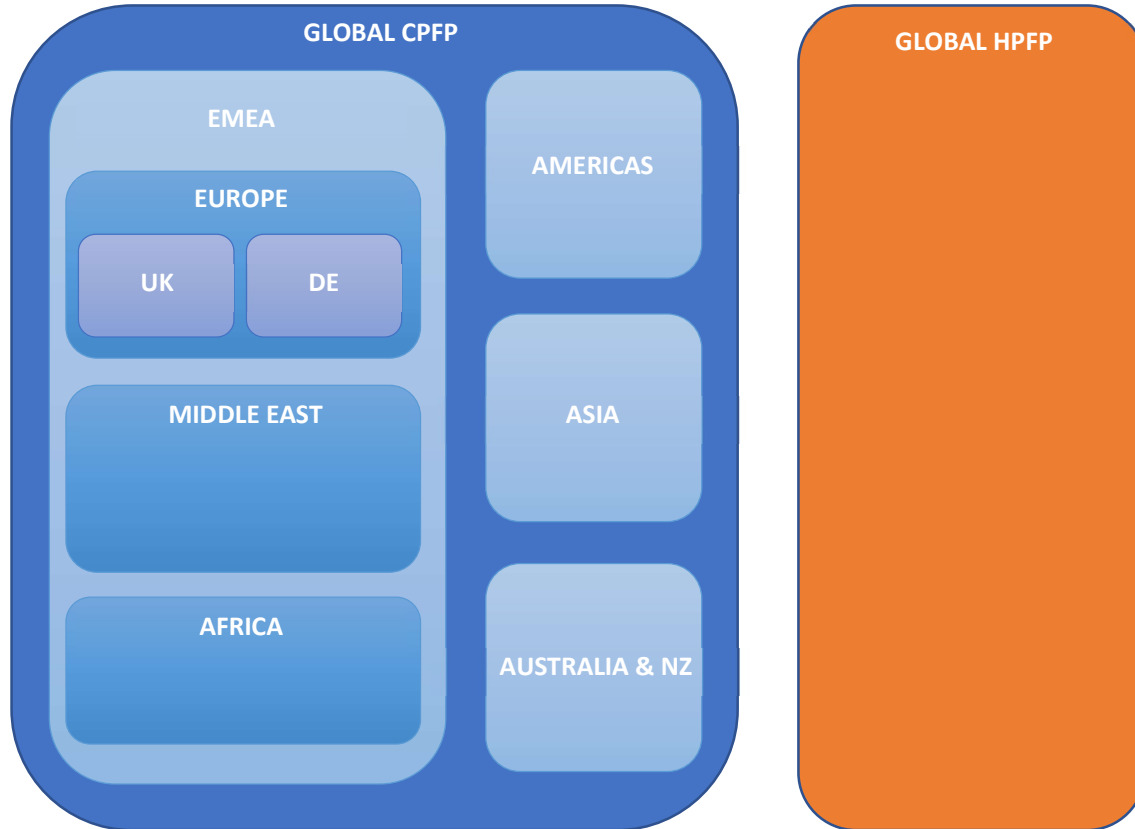 GLOBAL CPFP
EMEA
EUROPE
UK
DE
MIDDLE EAST
AFRICA
AMERICAS
ASIA
AUSTRALIA & NZ
GLOBAL HPFP